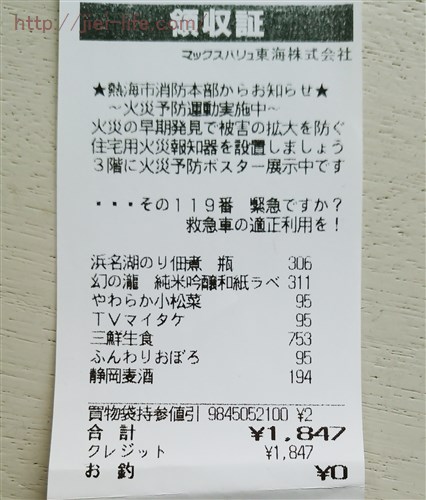 http://jiei-life.com/
領収証
マックスバリュ東海株式会社
★熱海市消防本部からお知らせ★
～火災予防運動実施中～
火災の早期発見で被害の拡大を防ぐ
住宅用火災報知器を設置しましょう
3階に火災予防ポスター展示中です
・・・その119番 緊急ですか?
救急車の適正利用を!
浜名湖のり佃煮 瓶 306
幻の瀧 純米吟醸和紙ラベ 311
やわらか小松菜 95
TVマイタケ 95
三鮮生食 753
ふんわりおぼろ 95
静岡麦酒 194
買物袋持参値引 9845052100 ¥2
合計 ¥1,847
クレジット ¥1,847
お釣 ¥0